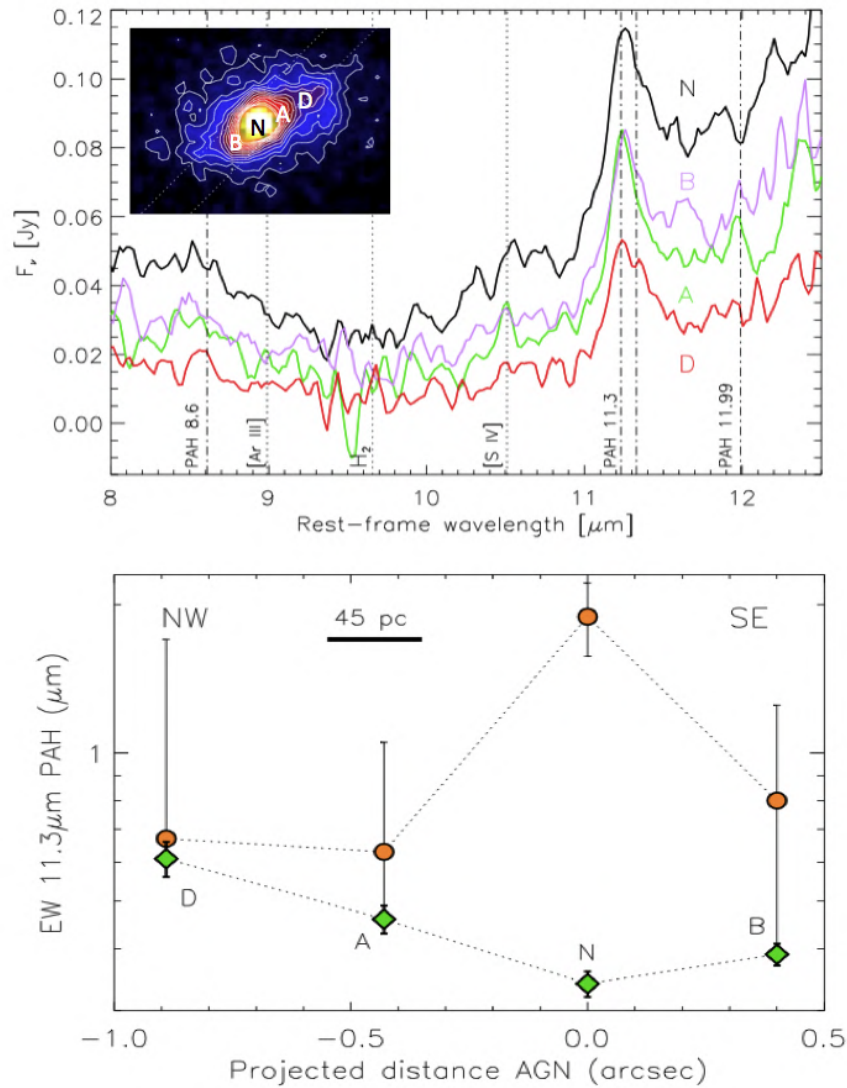 0.12
0.10
0.08
0.06
0.04
0.02
0.00
F_ν [Jy]
B
N
A
D
N
B
A
D
PAH 8.6
[Ar III]
H_2
[S IV]
PAH 11.3
PAH 11.99
8
9
10
11
12
Rest-frame wavelength [μm]
NW
45 pc
SE
1
EW 11.3μm PAH (μm)
D
A
N
B
-1.0
-0.5
0.0
0.5
Projected distance AGN (arcsec)